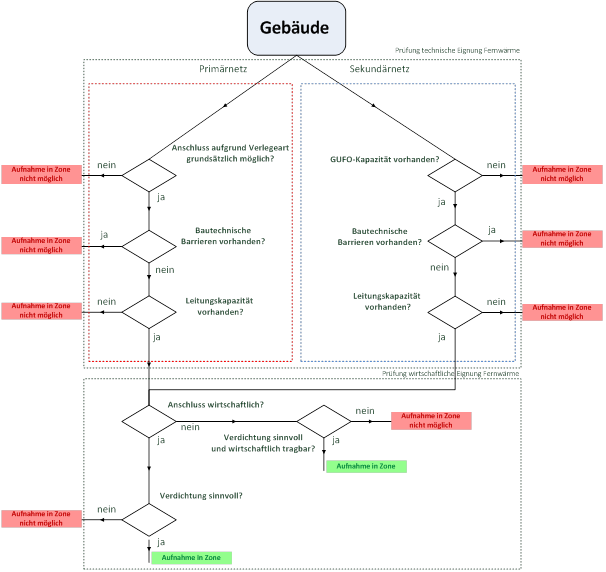 Gebäude
Prüfung technische Eignung Fernwärme
Primärnetz
Sekundärnetz
Anschluss aufgrund Verlegeart
grundsätzlich möglich?
GUFO-Kapazität vorhanden?
nein
Aufnahme in Zone
nicht möglich
ja
nein
Aufnahme in Zone
nicht möglich
ja
Bautechnische
Barrieren vorhanden?
ja
Aufnahme in Zone
nicht möglich
nein
Bautechnische
Barrieren vorhanden?
ja
Aufnahme in Zone
nicht möglich
nein
Leitungskapazität
vorhanden?
nein
Aufnahme in Zone
nicht möglich
ja
Leitungskapazität
vorhanden?
nein
Aufnahme in Zone
nicht möglich
ja
Prüfung wirtschaftliche Eignung Fernwärme
Anschluss wirtschaftlich?
nein
ja
Verdichtung sinnvoll
und wirtschaftlich tragbar?
nein
Aufnahme in Zone
nicht möglich
ja
Aufnahme in Zone
Verdichtung sinnvoll?
nein
Aufnahme in Zone
nicht möglich
ja
Aufnahme In Zone